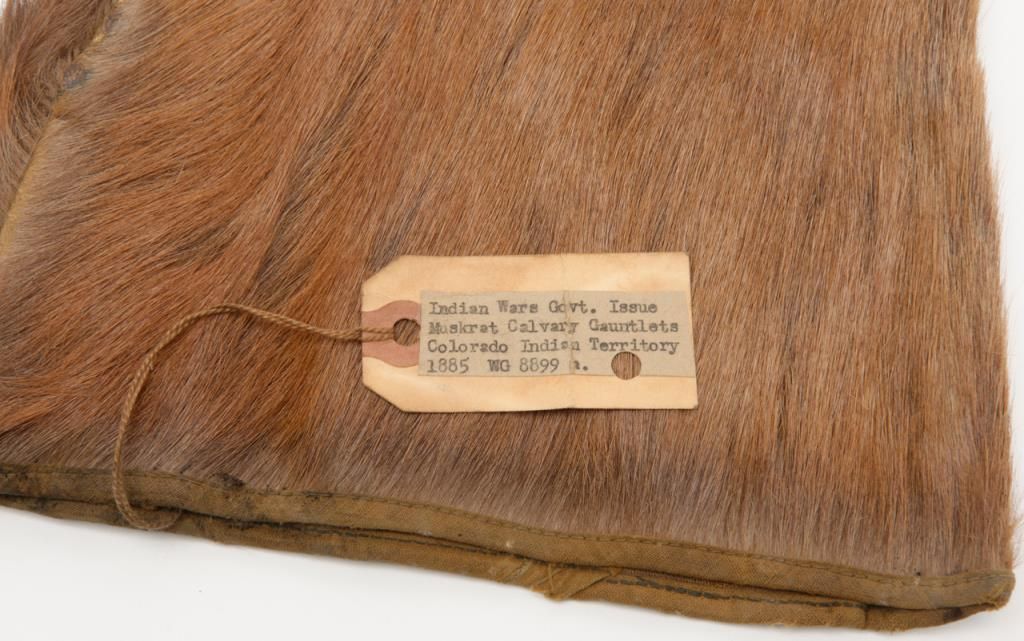 Indian Wars Govt. Issue
Muskrat Calvary Gauntlets
Colorado Indian Territory
1885 WG 8899 a.